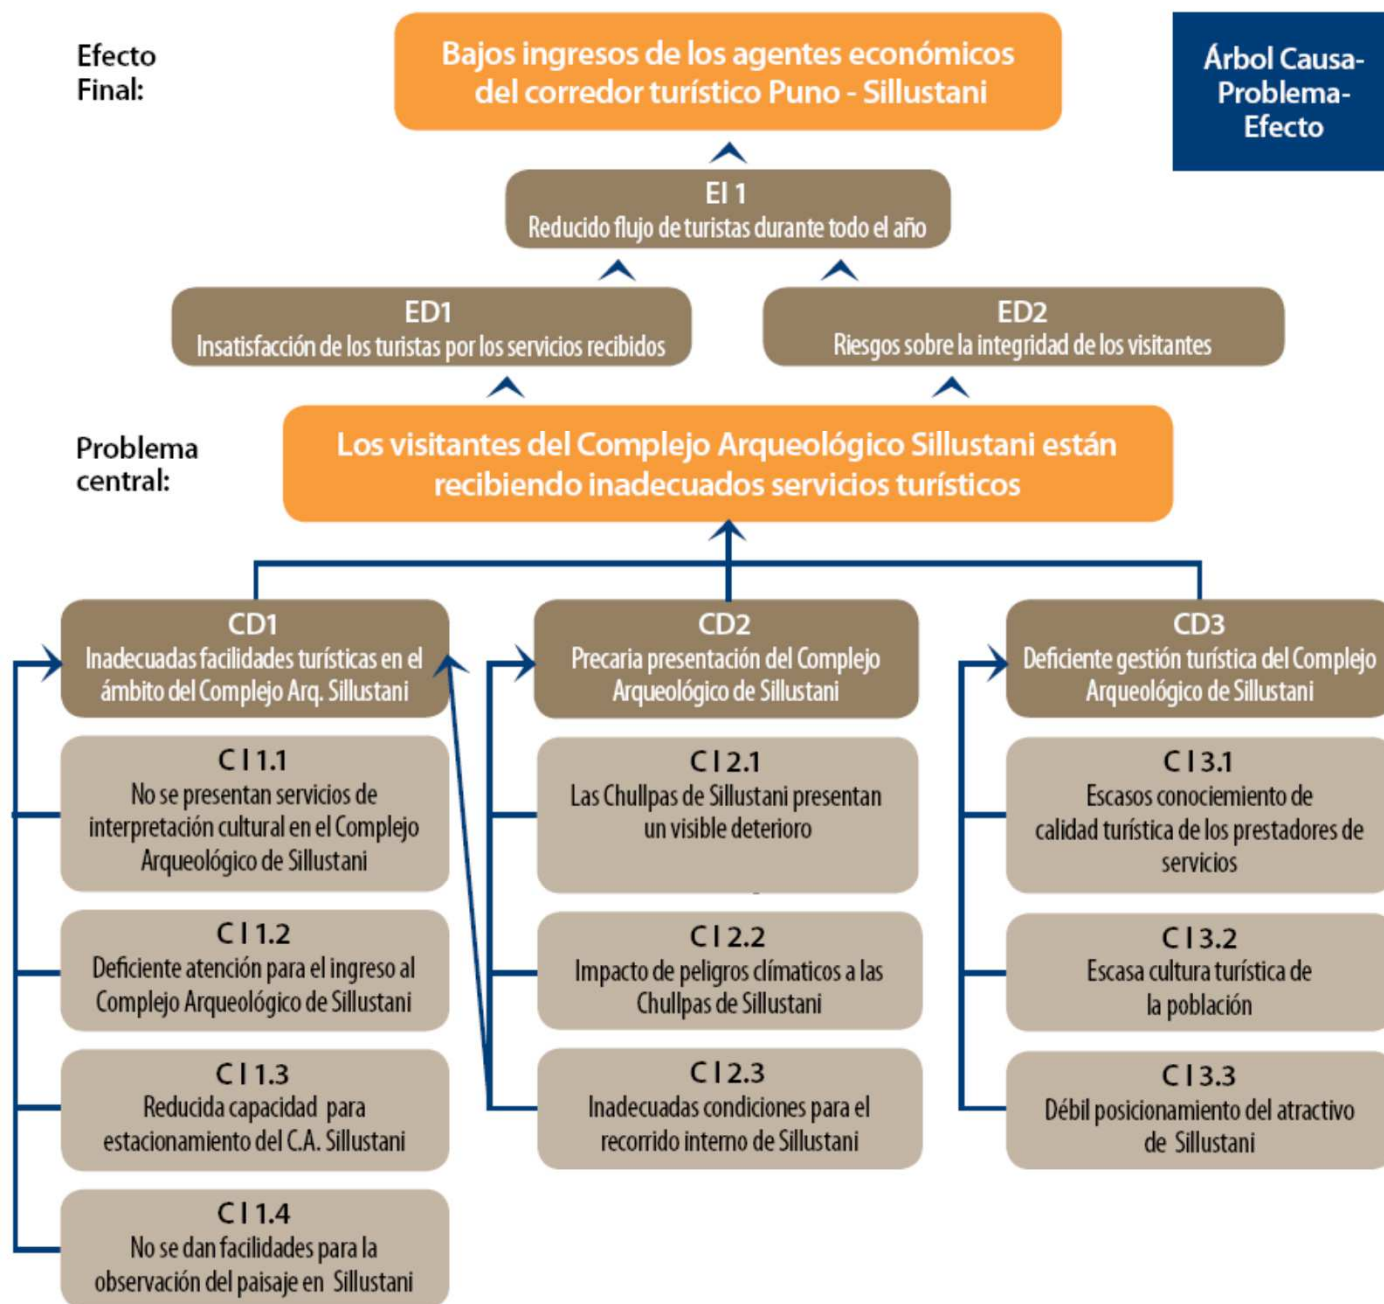 Efecto
Final:
Bajos ingresos de los agentes económicos
del corredor turístico Puno - Sillustani
Árbol Causa-
Problema-
Efecto
EI 1
Reducido flujo de turistas durante todo el año
ED1
Insatisfacción de los turistas por los servicios recibidos
ED2
Riesgos sobre la integridad de los visitantes
Problema
central:
Los visitantes del Complejo Arqueológico Sillustani están
recibiendo inadecuados servicios turísticos
CD1
Inadecuadas facilidades turísticas en el
ámbito del Complejo Arq. Sillustani
C I 1.1
No se presentan servicios de
interpretación cultural en el Complejo
Arqueológico de Sillustani
C I 1.2
Deficiente atención para el ingreso al
Complejo Arqueológico de Sillustani
C I 1.3
Reducida capacidad para
estacionamiento del C.A. Sillustani
C I 1.4
No se dan facilidades para la
observación del paisaje en Sillustani
CD2
Precaria presentación del Complejo
Arqueológico de Sillustani
C I 2.1
Las Chullpas de Sillustani presentan
un visible deterioro
C I 2.2
Impacto de peligros clímaticos a las
Chullpas de Sillustani
C I 2.3
Inadecuadas condiciones para el
recorrido interno de Sillustani
CD3
Deficiente gestión turística del Complejo
Arqueológico de Sillustani
C I 3.1
Escasos conociemiento de
calidad turística de los prestadores de
servicios
C I 3.2
Escasa cultura turística de
la población
C I 3.3
Débil posicionamiento del atractivo
de Sillustani